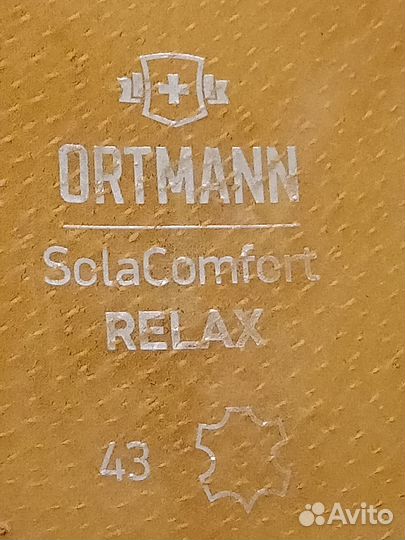 ORTMANN
SolaComfort
RELAX
43
Avito